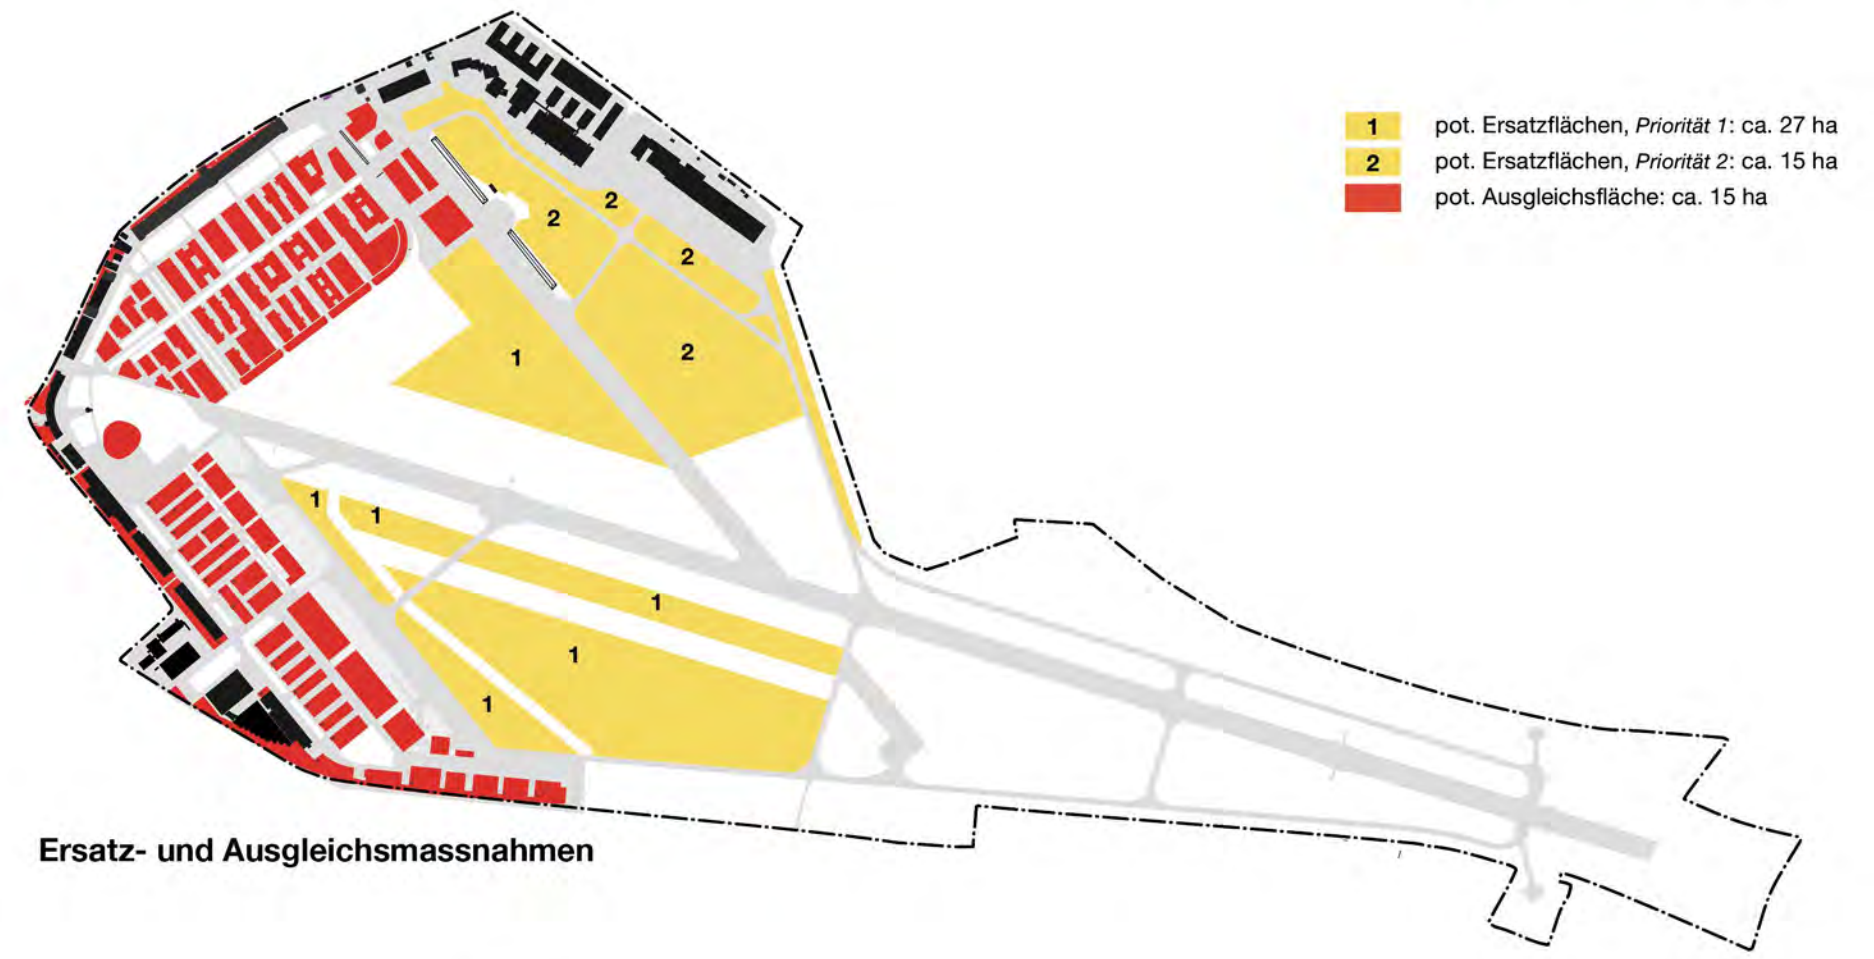 1 pot. Ersatzflächen, Priorität 1: ca. 27 ha
2 pot. Ersatzflächen, Priorität 2: ca. 15 ha
pot. Ausgleichsfläche: ca. 15 ha
2
2
2
1
2
1
1
1
1
1
Ersatz- und Ausgleichsmassnahmen